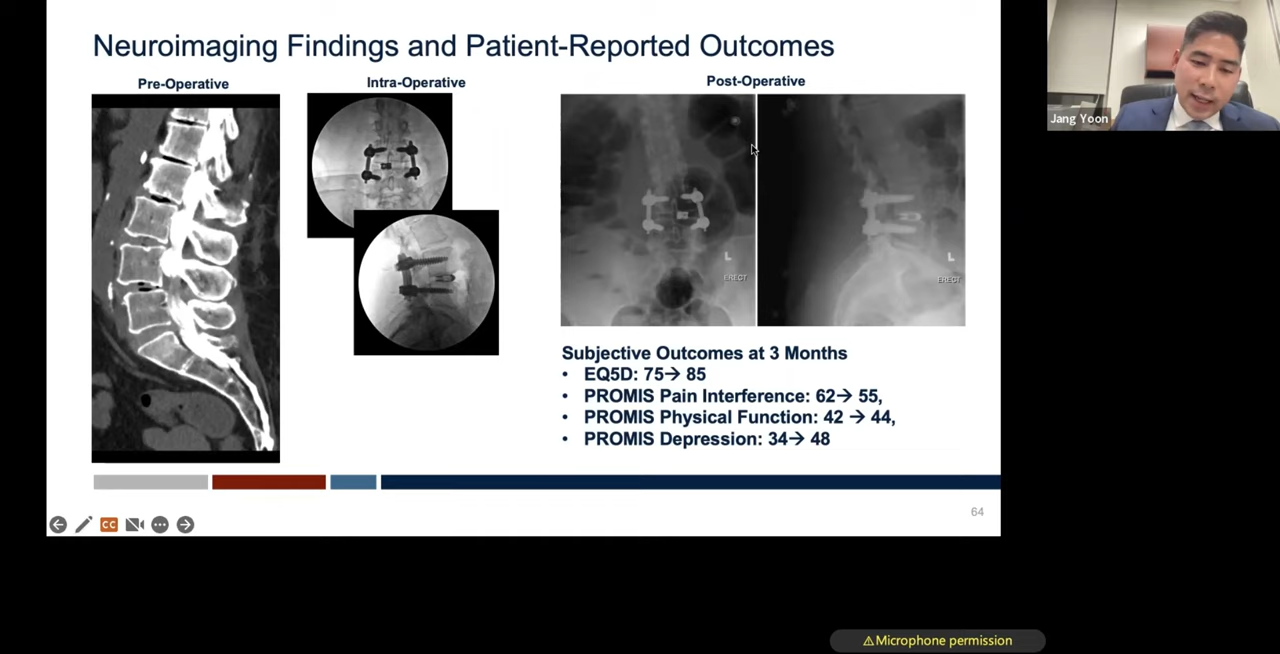 Neuroimaging Findings and Patient-Reported Outcomes
Pre-Operative
Intra-Operative
Post-Operative
L
ERECT
L
ERECT
Subjective Outcomes at 3 Months
• EQ5D: 75→ 85
• PROMIS Pain Interference: 62→ 55,
• PROMIS Physical Function: 42 → 44,
• PROMIS Depression: 34→ 48
64
CC
Jang Yoon
⚠Microphone permission